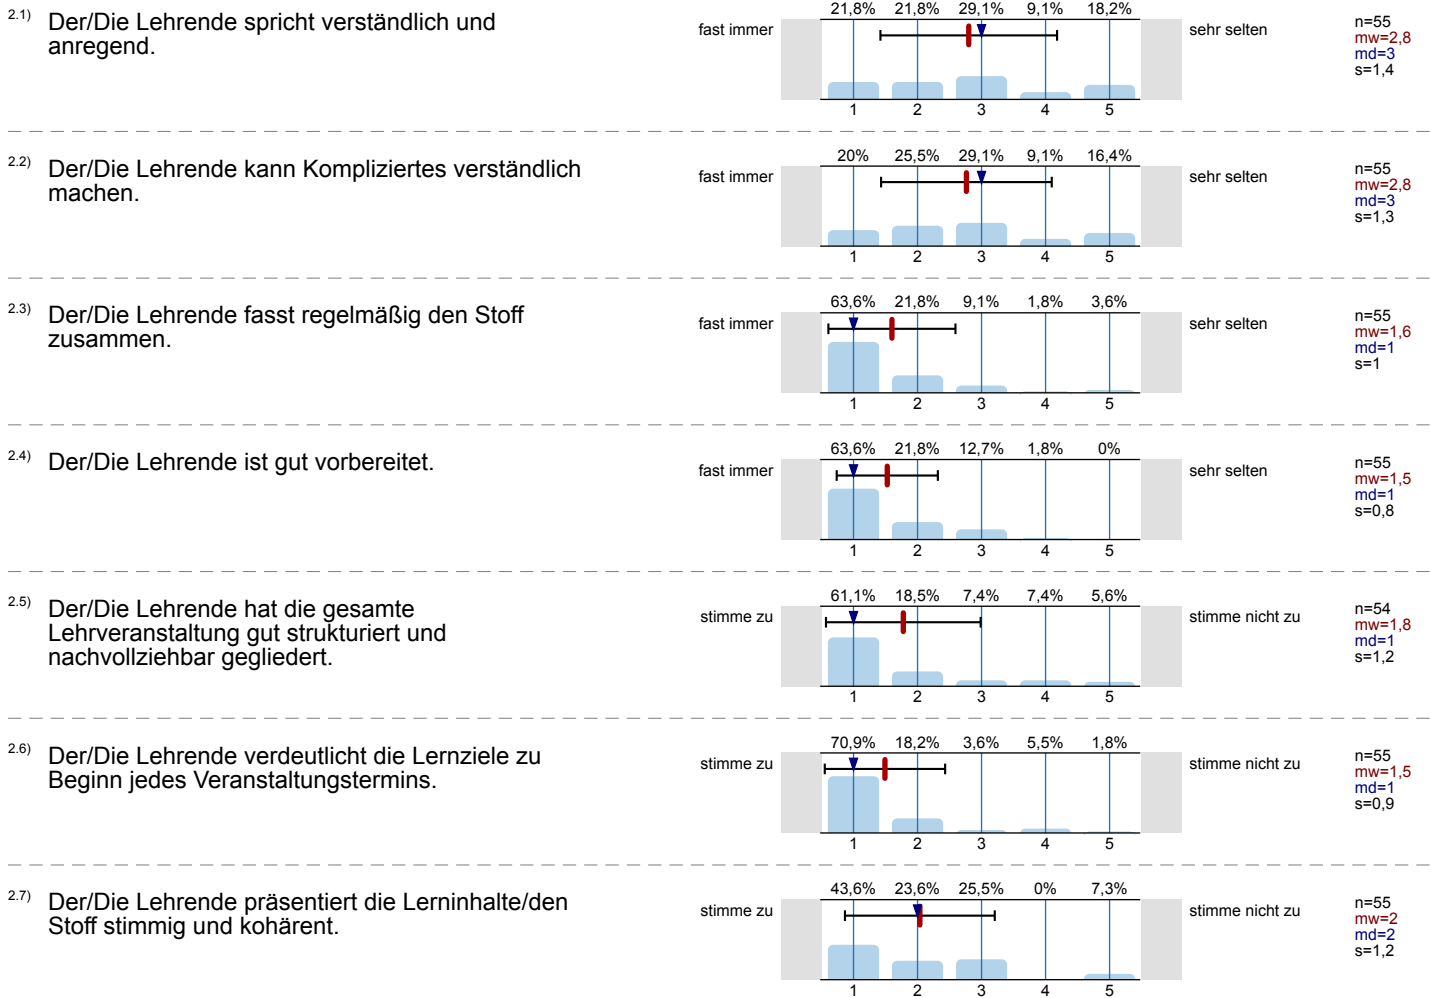 2.1) Der/Die Lehrende spricht verständlich und
anregend.
21,8% 21,8% 29,1% 9,1% 18,2%
fast immer
sehr selten
1 2 3 4 5
n=55
mw=2,8
md=3
s=1,4
2.2) Der/Die Lehrende kann Kompliziertes verständlich
machen.
20% 25,5% 29,1% 9,1% 16,4%
fast immer
sehr selten
1 2 3 4 5
n=55
mw=2,8
md=3
s=1,3
2.3) Der/Die Lehrende fasst regelmäßig den Stoff
zusammen.
63,6% 21,8% 9,1% 1,8% 3,6%
fast immer
sehr selten
1 2 3 4 5
n=55
mw=1,6
md=1
s=1
2.4) Der/Die Lehrende ist gut vorbereitet.
63,6% 21,8% 12,7% 1,8% 0%
fast immer
sehr selten
1 2 3 4 5
n=55
mw=1,5
md=1
s=0,8
2.5) Der/Die Lehrende hat die gesamte
Lehrveranstaltung gut strukturiert und
nachvollziehbar gegliedert.
61,1% 18,5% 7,4% 7,4% 5,6%
stimme zu
stimme nicht zu
1 2 3 4 5
n=54
mw=1,8
md=1
s=1,2
2.6) Der/Die Lehrende verdeutlicht die Lernziele zu
Beginn jedes Veranstaltungstermins.
70,9% 18,2% 3,6% 5,5% 1,8%
stimme zu
stimme nicht zu
1 2 3 4 5
n=55
mw=1,5
md=1
s=0,9
2.7) Der/Die Lehrende präsentiert die Lerninhalte/den
Stoff stimmig und kohärent.
43,6% 23,6% 25,5% 0% 7,3%
stimme zu
stimme nicht zu
1 2 3 4 5
n=55
mw=2
md=2
s=1,2